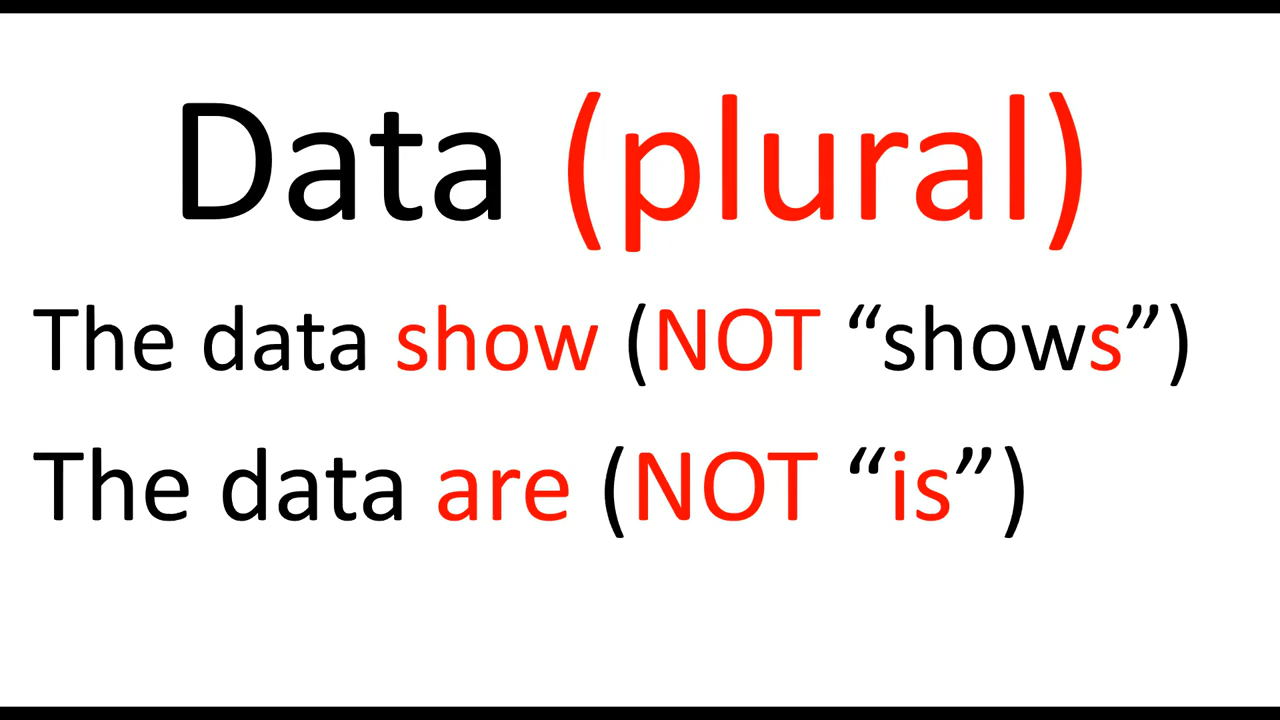 Data (plural)
The data show (NOT “shows”)
The data are (NOT “is”)